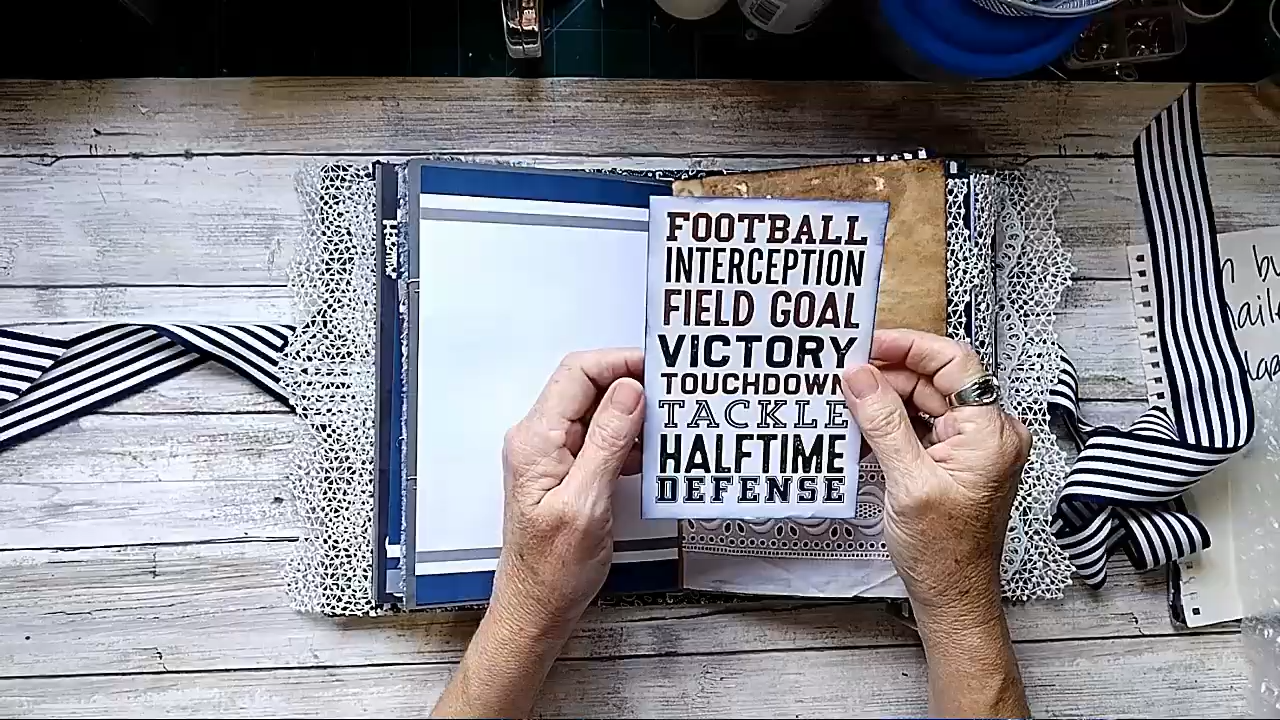 FOOTBALL
INTERCEPTION
FIELD GOAL
VICTORY
TOUCHDOWN
TACKLE
HALFTIME
DEFENSE